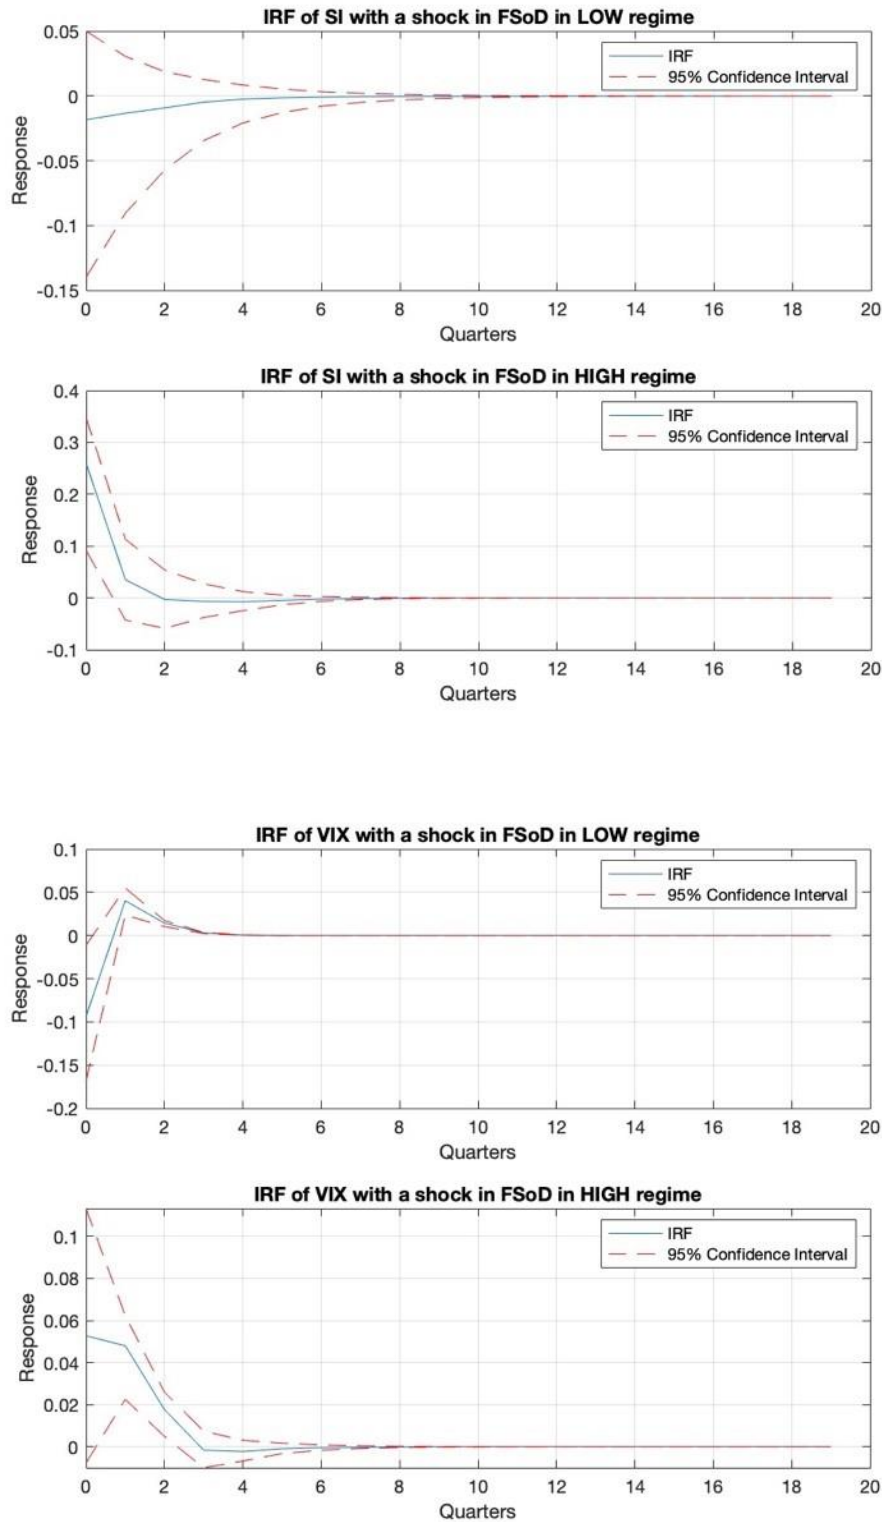 IRF of SI with a shock in FSoD in LOW regime
0.05
0
-0.05
-0.1
-0.15
Response
IRF
95% Confidence Interval
0 2 4 6 8 10 12 14 16 18 20
Quarters
IRF of SI with a shock in FSoD in HIGH regime
0.4
0.3
0.2
0.1
0
-0.1
Response
IRF
95% Confidence Interval
0 2 4 6 8 10 12 14 16 18 20
Quarters
IRF of VIX with a shock in FSoD in LOW regime
0.1
0.05
0
-0.05
-0.1
-0.15
-0.2
Response
IRF
95% Confidence Interval
0 2 4 6 8 10 12 14 16 18 20
Quarters
IRF of VIX with a shock in FSoD in HIGH regime
0.1
0.08
0.06
0.04
0.02
0
Response
IRF
95% Confidence Interval
0 2 4 6 8 10 12 14 16 18 20
Quarters